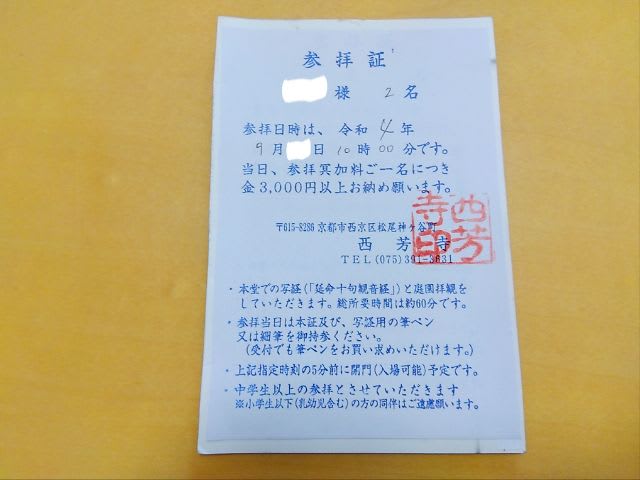 参拝証
様 2名
参拝日時は、令和4年
9月 日10時00分です。
当日、参拝冥加料ご一名につき
金3,000円以上お納め願います。
〒615-8286 京都市西京区松尾神ヶ谷町
西芳寺
TEL(075)391-3631
西芳寺印
・本堂での写経(「延命十句観音経」)と庭園拝観を
していただきます。総所要時間は約60分です。
・参拝当日は本証及び、写経用の筆ペン
又は細筆を御持参ください。
(受付でも筆ペンをお買い求めいただけます。)
・上記指定時刻の5分前に開門(入場可能)予定です。
・中学生以上の参拝とさせていただきます
※小学生以下(乳幼児含む)の方の同伴はご遠慮願います。